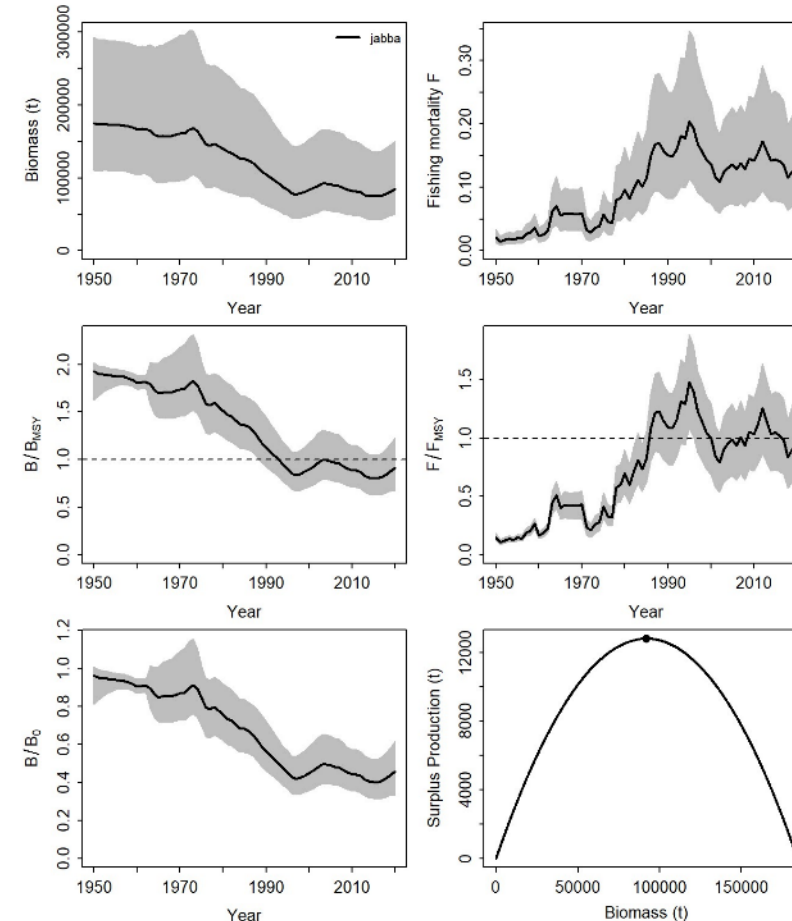 Biomass (t)
0 100000 200000 300000
jabba
1950 1970 1990 2010
Year
Fishing mortality F
0.00 0.10 0.20 0.30
1950 1970 1990 2010
Year
B/B_MSY
0.0 0.5 1.0 1.5 2.0
1950 1970 1990 2010
Year
F/F_MSY
0.0 0.5 1.0 1.5
1950 1970 1990 2010
Year
B/B_0
0.0 0.2 0.4 0.6 0.8 1.0 1.2
1950 1970 1990 2010
Year
Surplus Production (t)
0 4000 8000 12000
0 50000 100000 150000
Biomass (t)